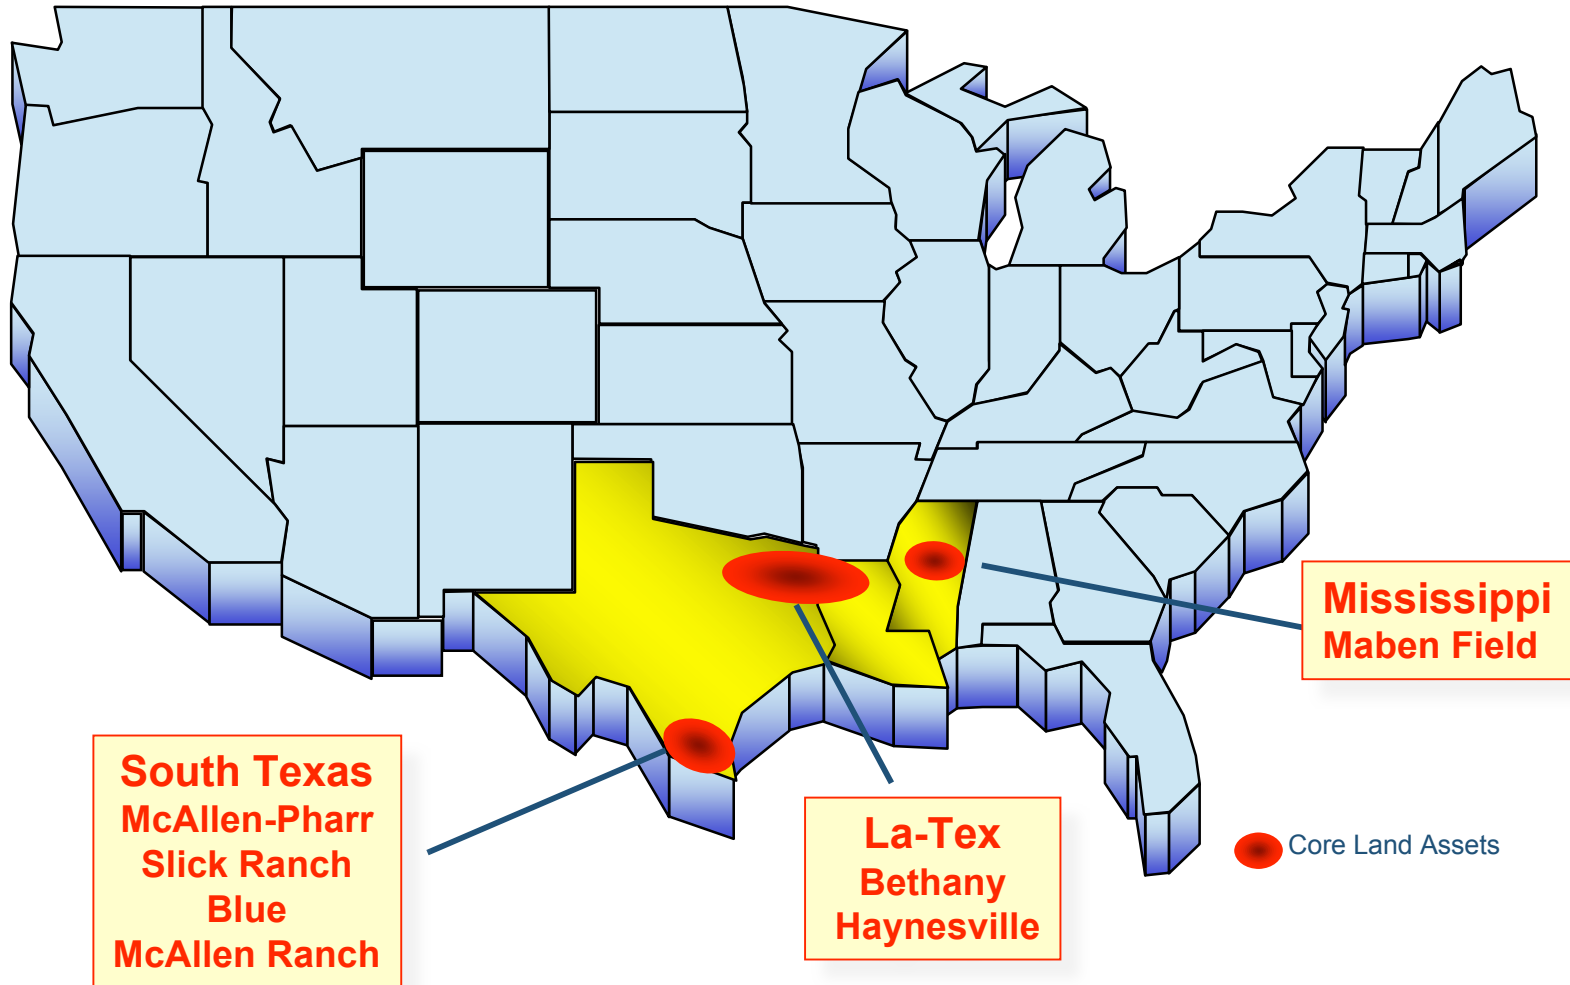 Mississippi
Maben Field
South Texas
McAllen-Pharr
Slick Ranch
Blue
McAllen Ranch
La-Tex
Bethany
Haynesville
Core Land Assets